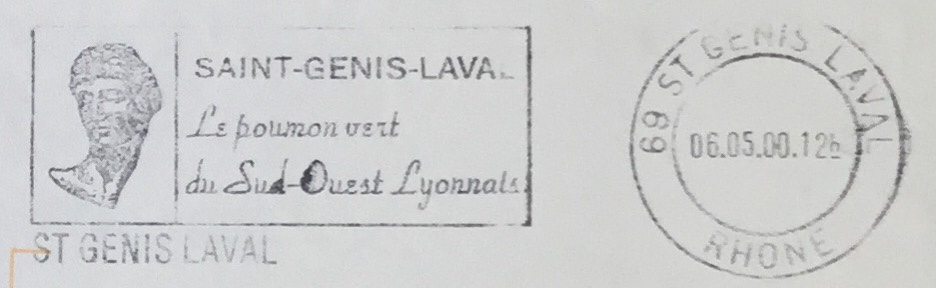 SAINT-GENIS-LAVAL
Le poumon vert
du Sud-Ouest Lyonnais
ST GENIS LAVAL
69 ST GENIS LAVAL
06.05.00.12h
RHONE